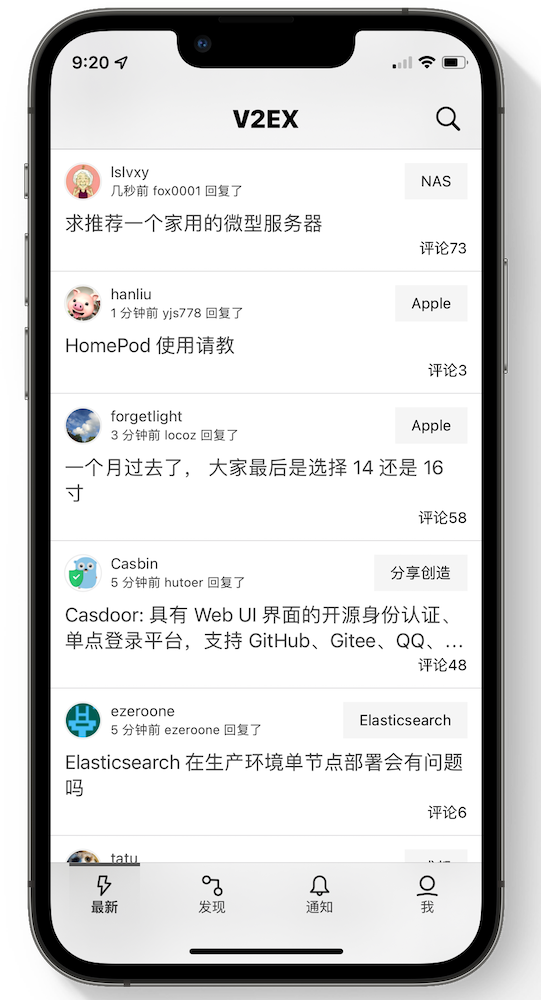 9:20
V2EX
lslvxy
几秒前 fox0001 回复了
NAS
求推荐一个家用的微型服务器
评论73
hanliu
1 分钟前 yjs778 回复了
Apple
HomePod 使用请教
评论3
forgetlight
3 分钟前 locoz 回复了
Apple
一个月过去了， 大家最后是选择 14 还是 16
寸
评论58
Casbin
5 分钟前 hutoer 回复了
分享创造
Casdoor: 具有 Web UI 界面的开源身份认证、
单点登录平台，支持 GitHub、Gitee、QQ、...
评论48
ezeroone
5 分钟前 ezeroone 回复了
Elasticsearch
Elasticsearch 在生产环境单节点部署会有问题
吗
评论6
tatu
最新
发现
通知
我